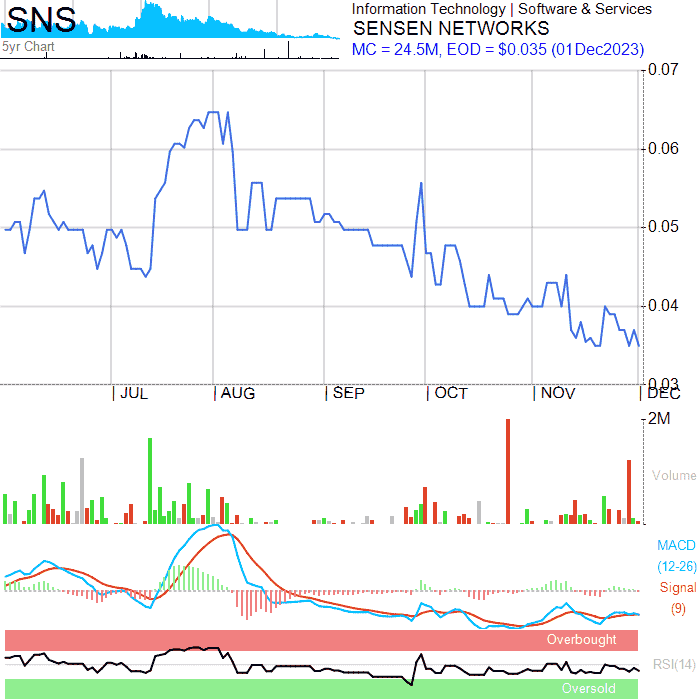 SNS
5yr Chart
Information Technology | Software & Services
SENSEN NETWORKS
MC = 24.5M, EOD = $0.035 (01Dec2023)
0.07
0.06
0.05
0.04
0.03
| JUL | AUG | SEP | OCT | NOV | DEC
2M
Volume
MACD
(12-26)
Signal
(9)
Overbought
RSI(14)
Oversold